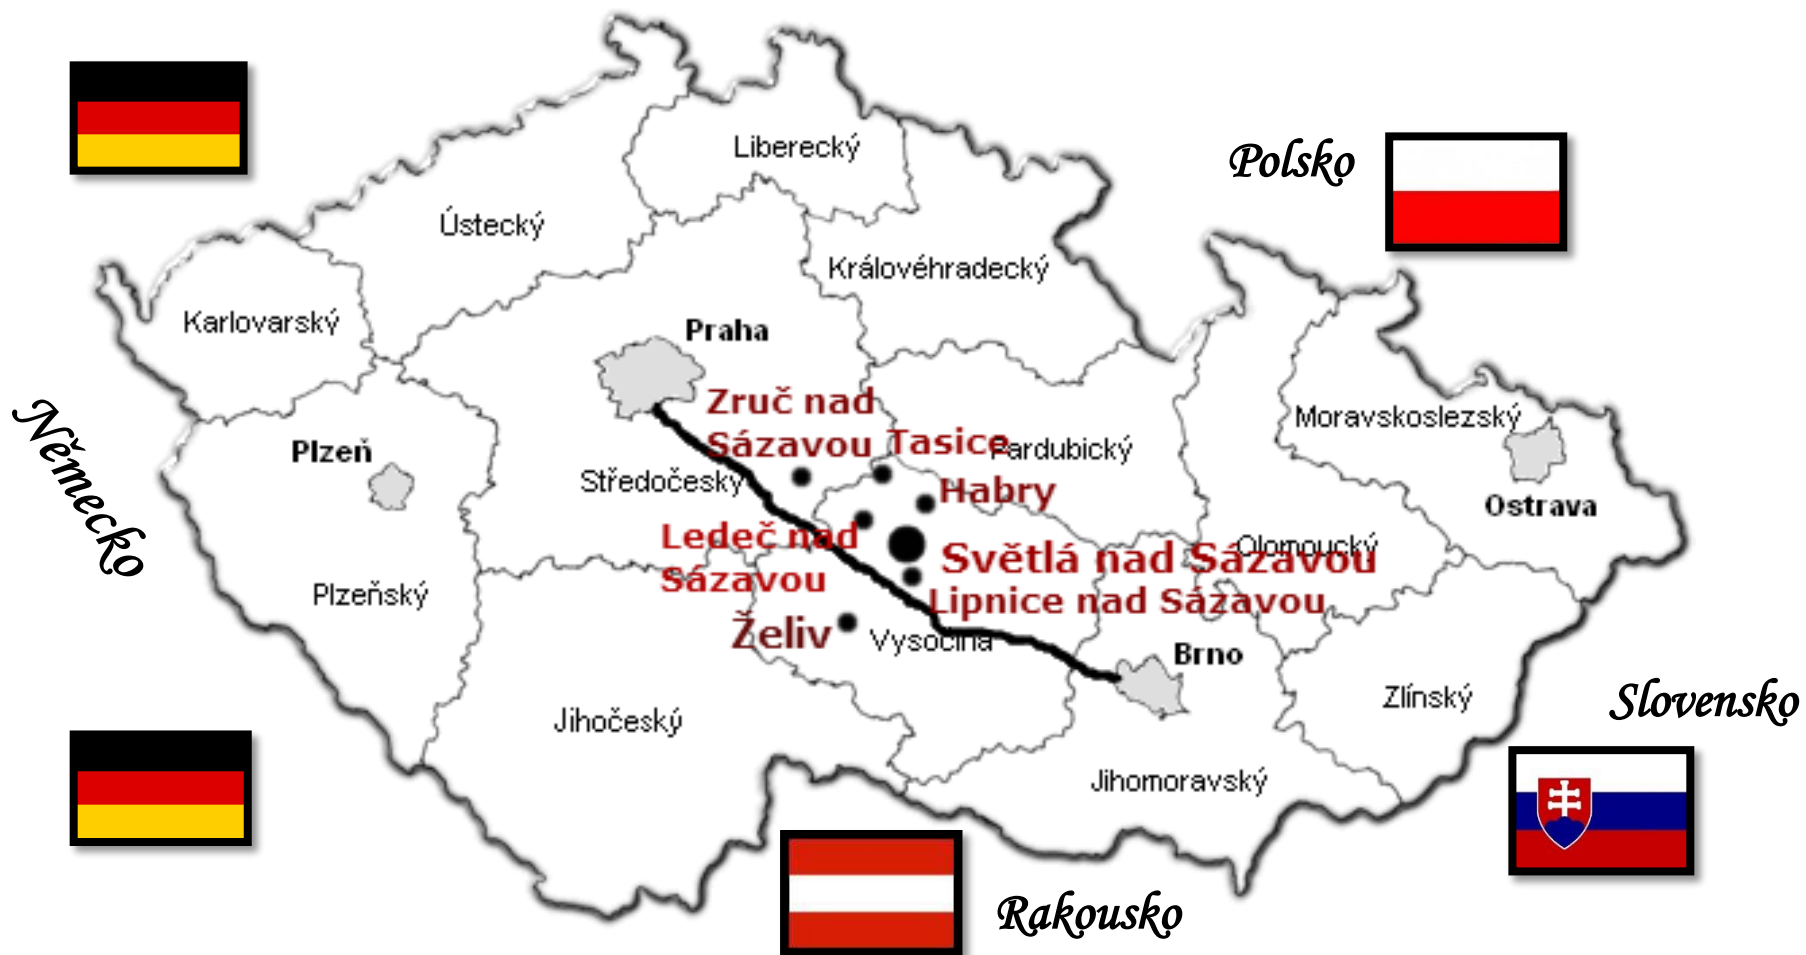 Liberecký
Polsko
Ústecký
Královéhradecký
Karlovarský
Praha
Zruč nad
Sázavou
Tasice
Pardubický
Moravskoslezský
Plzeň
Středočeský
Habry
Ostrava
Německo
Ledeč nad
Sázavou
Světlá nad Sázavou
Olomoucký
Lipnice nad Sázavou
Plzeňský
Želiv
Vysočina
Brno
Zlínský
Slovensko
Jihočeský
Jihomoravský
Rakousko